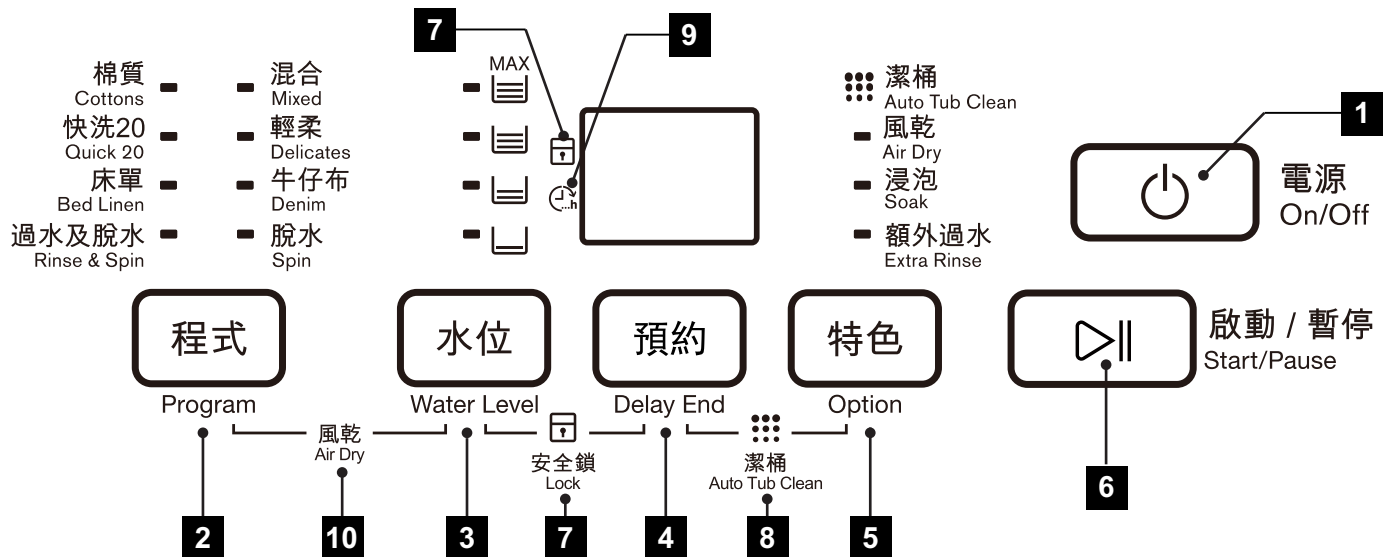 7
9
MAX
棉質
Cottons
混合
Mixed
潔桶
Auto Tub Clean
快洗20
Quick 20
輕柔
Delicates
風乾
Air Dry
1
床單
Bed Linen
牛仔布
Denim
...h
浸泡
Soak
電源
On/Off
過水及脫水
Rinse & Spin
脫水
Spin
額外過水
Extra Rinse
程式
水位
預約
特色
啟動 / 暫停
Start/Pause
Program
Water Level
Delay End
Option
風乾
Air Dry
安全鎖
Lock
潔桶
Auto Tub Clean
6
2
10
3
7
4
8
5